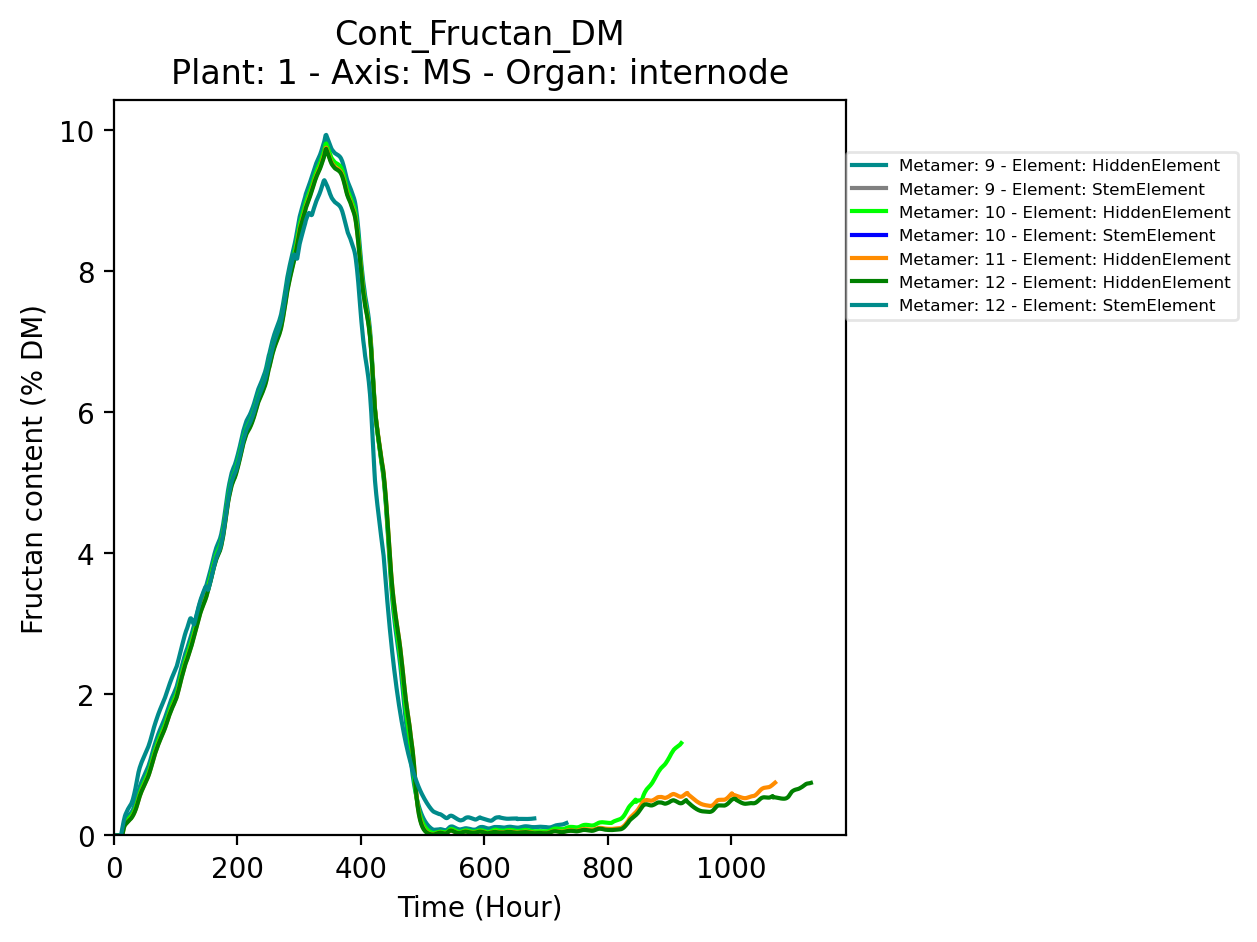 Cont_Fructan_DM
Plant: 1 - Axis: MS - Organ: internode
10
8
6
4
2
0
Fructan content (% DM)
0 200 400 600 800 1000
Time (Hour)
Metamer: 9 - Element: HiddenElement
Metamer: 9 - Element: StemElement
Metamer: 10 - Element: HiddenElement
Metamer: 10 - Element: StemElement
Metamer: 11 - Element: HiddenElement
Metamer: 12 - Element: HiddenElement
Metamer: 12 - Element: StemElement